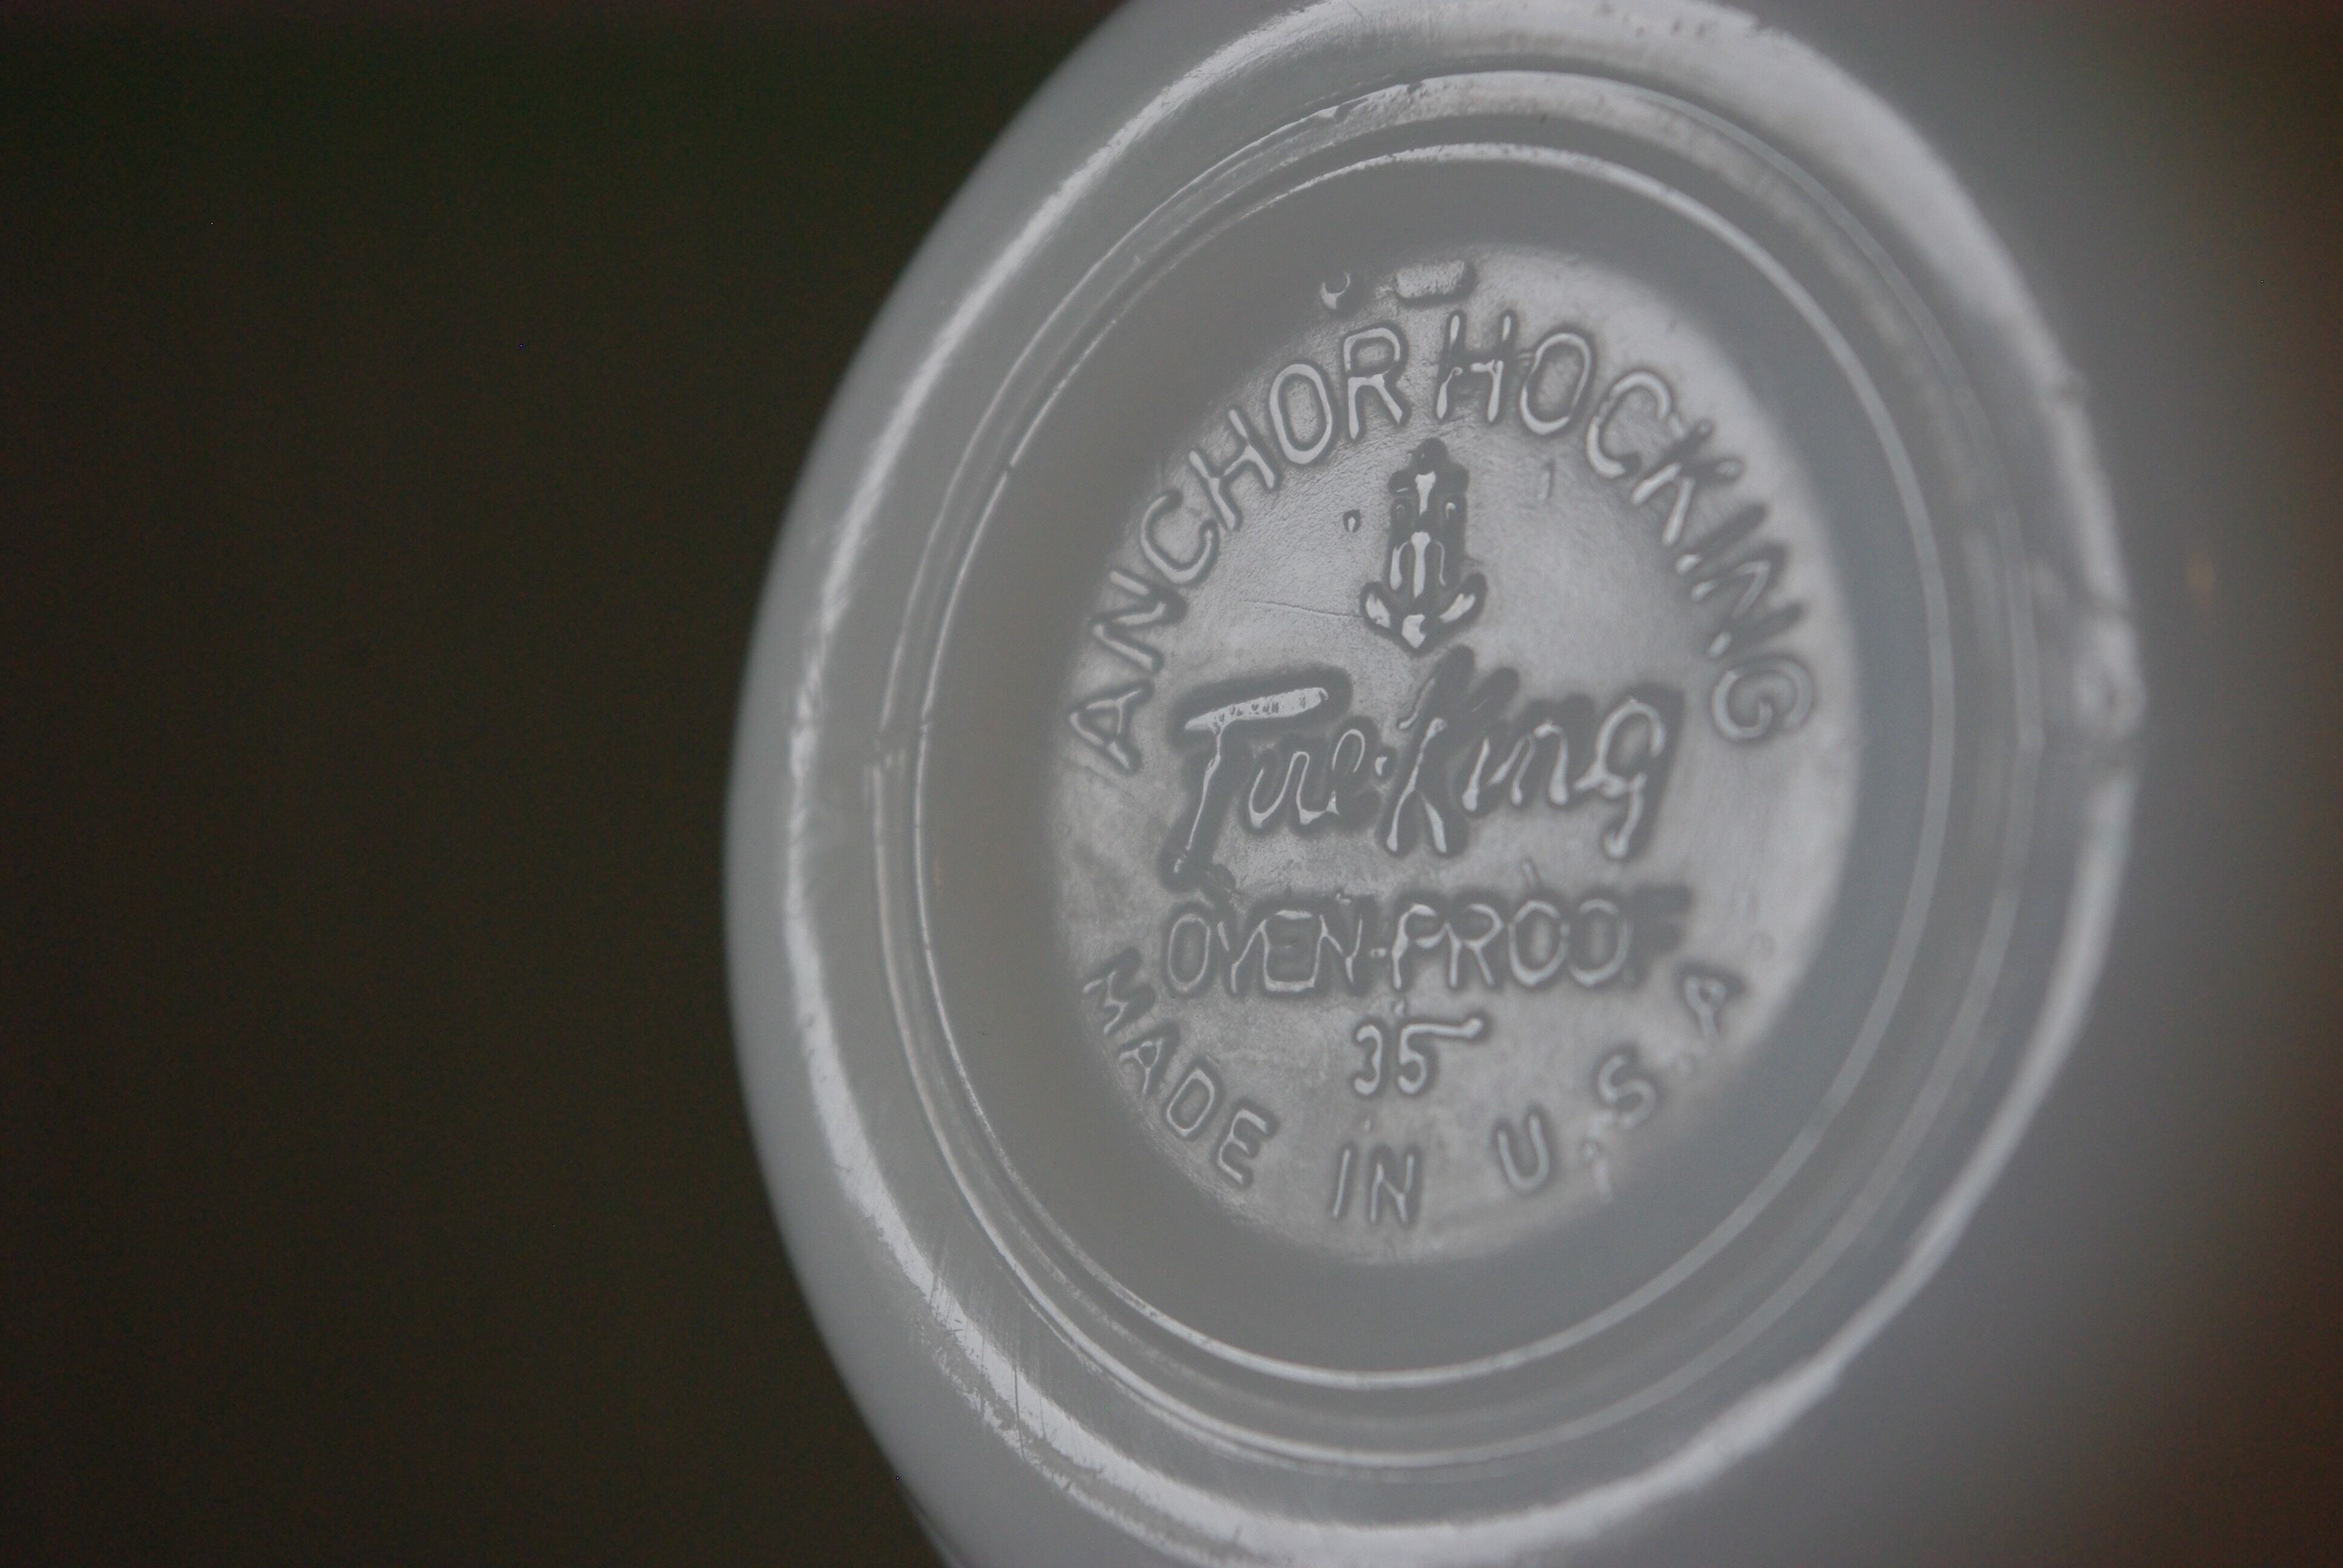 ANCHOR HOCKING
Fire-King
OVEN-PROOF
35
MADE IN U.S.A